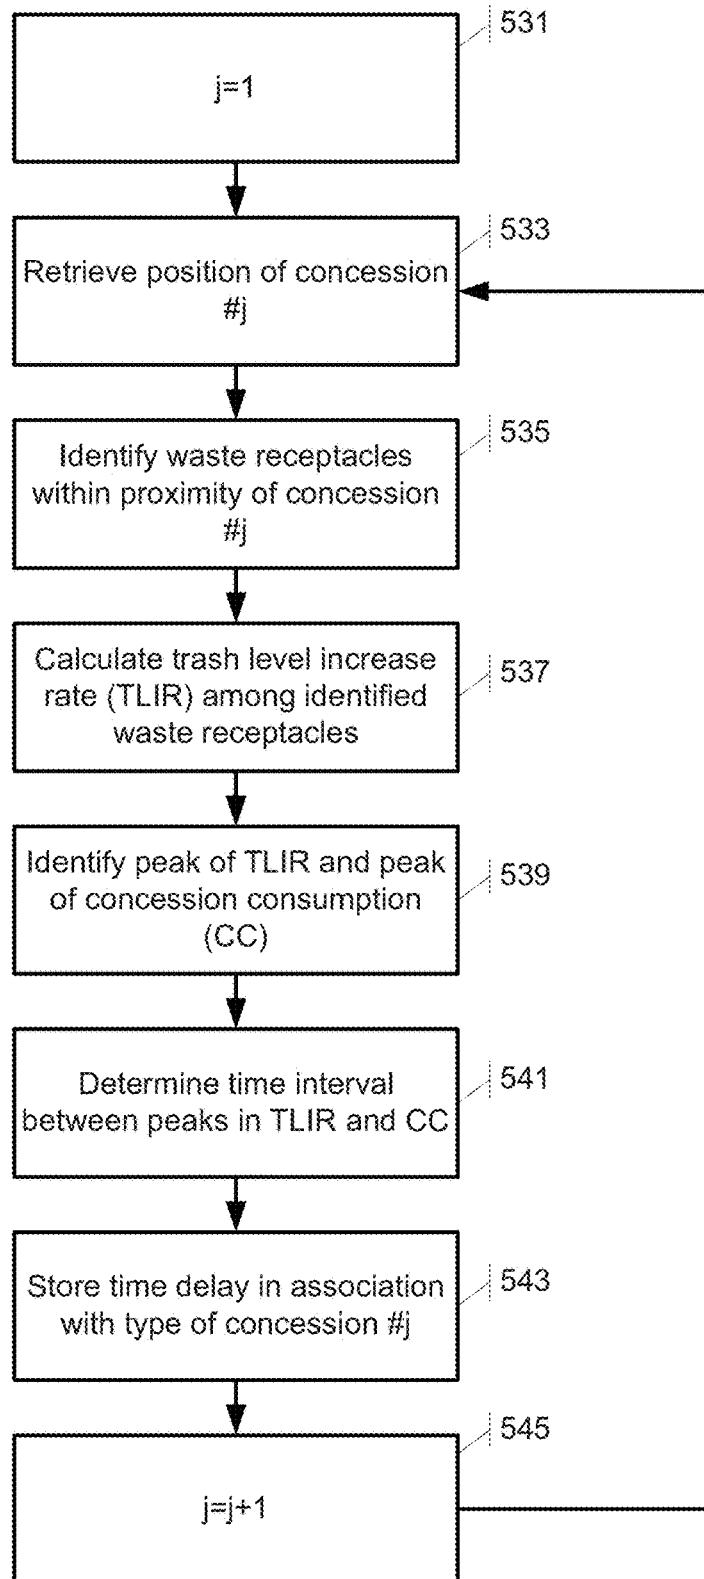 531
j=1
533
Retrieve position of concession
#j
535
Identify waste receptacles
within proximity of concession
#j
537
Calculate trash level increase
rate (TLIR) among identified
waste receptacles
539
Identify peak of TLIR and peak
of concession consumption
(CC)
541
Determine time interval
between peaks in TLIR and CC
543
Store time delay in association
with type of concession #j
545
j=j+1